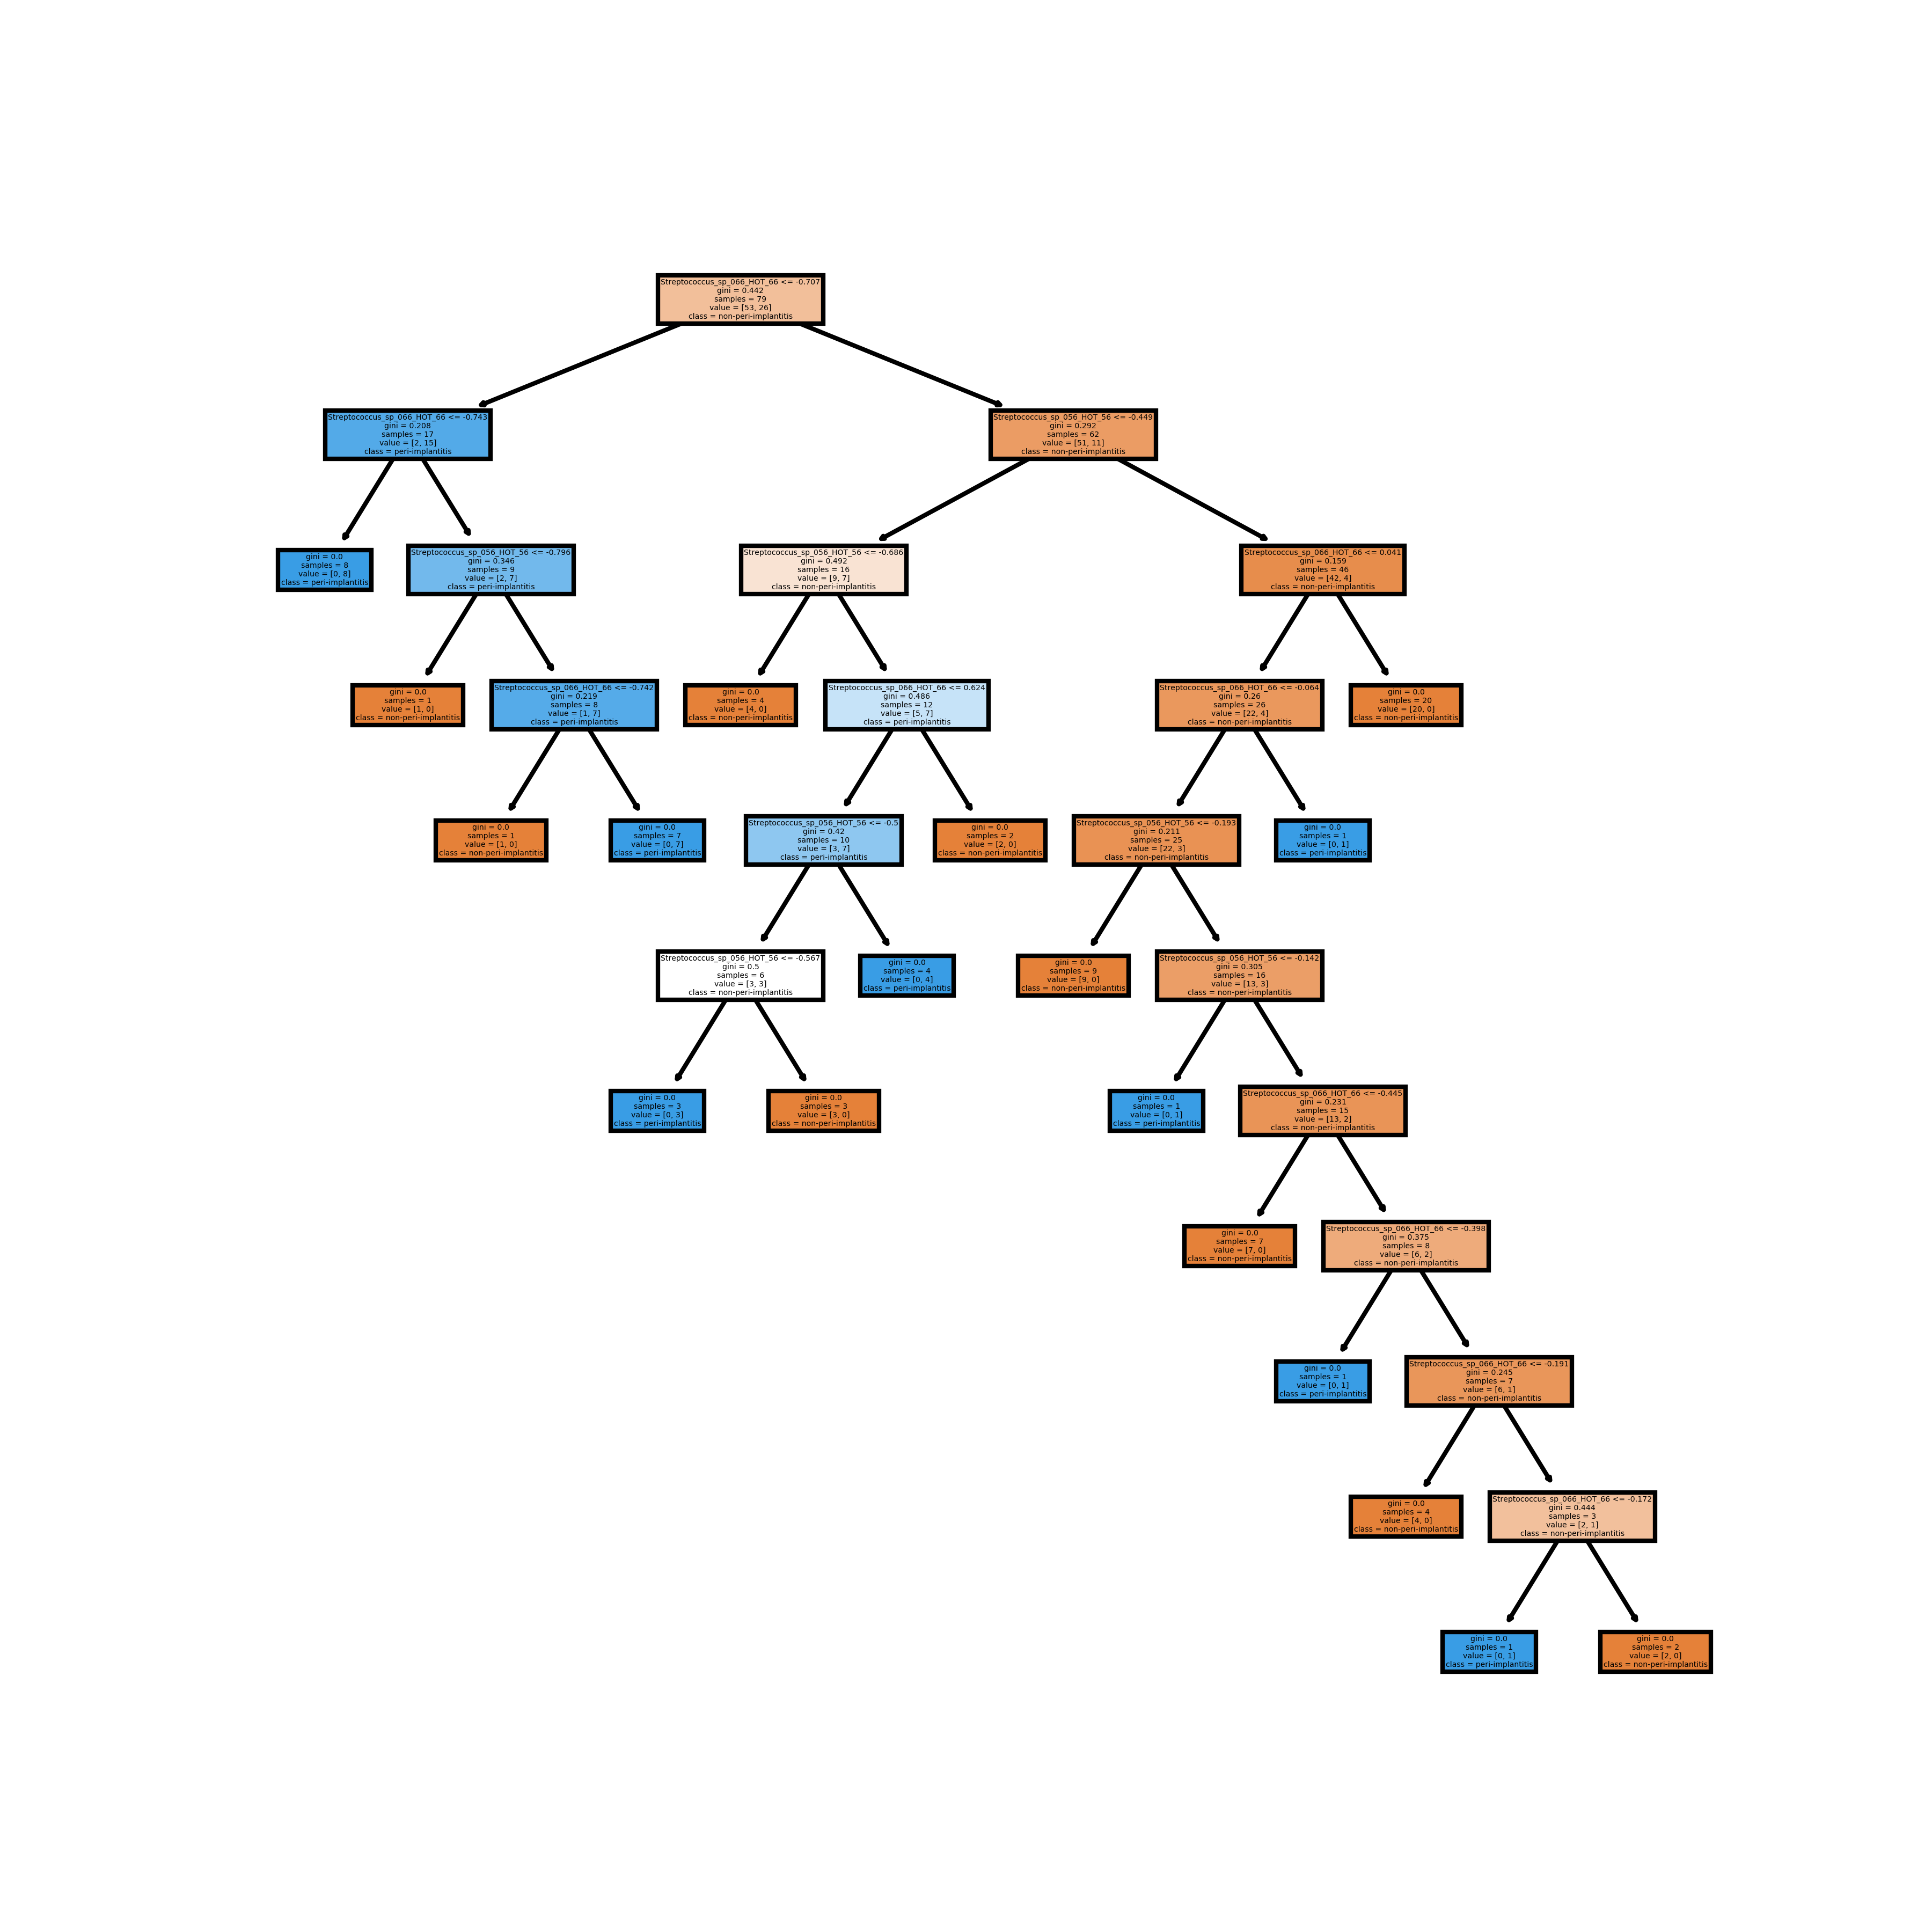 Streptococcus_sp_066_HOT_66 <= -0.707
gini = 0.442
samples = 79
value = [53, 26]
class = non-peri-implantitis
Streptococcus_sp_066_HOT_66 <= -0.743
gini = 0.208
samples = 17
value = [2, 15]
class = peri-implantitis
Streptococcus_sp_056_HOT_56 <= -0.449
gini = 0.292
samples = 62
value = [51, 11]
class = non-peri-implantitis
gini = 0.0
samples = 8
value = [0, 8]
class = peri-implantitis
Streptococcus_sp_056_HOT_56 <= -0.796
gini = 0.346
samples = 9
value = [2, 7]
class = peri-implantitis
Streptococcus_sp_056_HOT_56 <= -0.686
gini = 0.492
samples = 16
value = [9, 7]
class = non-peri-implantitis
Streptococcus_sp_066_HOT_66 <= 0.041
gini = 0.159
samples = 46
value = [42, 4]
class = non-peri-implantitis
gini = 0.0
samples = 1
value = [1, 0]
class = non-peri-implantitis
Streptococcus_sp_066_HOT_66 <= -0.742
gini = 0.219
samples = 8
value = [1, 7]
class = peri-implantitis
gini = 0.0
samples = 4
value = [4, 0]
class = non-peri-implantitis
Streptococcus_sp_066_HOT_66 <= 0.624
gini = 0.486
samples = 12
value = [5, 7]
class = peri-implantitis
Streptococcus_sp_066_HOT_66 <= -0.064
gini = 0.26
samples = 26
value = [22, 4]
class = non-peri-implantitis
gini = 0.0
samples = 20
value = [20, 0]
class = non-peri-implantitis
gini = 0.0
samples = 1
value = [1, 0]
class = non-peri-implantitis
gini = 0.0
samples = 7
value = [0, 7]
class = peri-implantitis
Streptococcus_sp_056_HOT_56 <= -0.5
gini = 0.42
samples = 10
value = [3, 7]
class = peri-implantitis
gini = 0.0
samples = 2
value = [2, 0]
class = non-peri-implantitis
Streptococcus_sp_056_HOT_56 <= -0.193
gini = 0.211
samples = 25
value = [22, 3]
class = non-peri-implantitis
gini = 0.0
samples = 1
value = [0, 1]
class = peri-implantitis
Streptococcus_sp_056_HOT_56 <= -0.567
gini = 0.5
samples = 6
value = [3, 3]
class = non-peri-implantitis
gini = 0.0
samples = 4
value = [0, 4]
class = peri-implantitis
gini = 0.0
samples = 9
value = [9, 0]
class = non-peri-implantitis
Streptococcus_sp_056_HOT_56 <= -0.142
gini = 0.305
samples = 16
value = [13, 3]
class = non-peri-implantitis
gini = 0.0
samples = 3
value = [0, 3]
class = peri-implantitis
gini = 0.0
samples = 3
value = [3, 0]
class = non-peri-implantitis
gini = 0.0
samples = 1
value = [0, 1]
class = peri-implantitis
Streptococcus_sp_066_HOT_66 <= -0.445
gini = 0.231
samples = 15
value = [13, 2]
class = non-peri-implantitis
gini = 0.0
samples = 7
value = [7, 0]
class = non-peri-implantitis
Streptococcus_sp_066_HOT_66 <= -0.398
gini = 0.375
samples = 8
value = [6, 2]
class = non-peri-implantitis
gini = 0.0
samples = 1
value = [0, 1]
class = peri-implantitis
Streptococcus_sp_066_HOT_66 <= -0.191
gini = 0.245
samples = 7
value = [6, 1]
class = non-peri-implantitis
gini = 0.0
samples = 4
value = [4, 0]
class = non-peri-implantitis
Streptococcus_sp_066_HOT_66 <= -0.172
gini = 0.444
samples = 3
value = [2, 1]
class = non-peri-implantitis
gini = 0.0
samples = 1
value = [0, 1]
class = peri-implantitis
gini = 0.0
samples = 2
value = [2, 0]
class = non-peri-implantitis